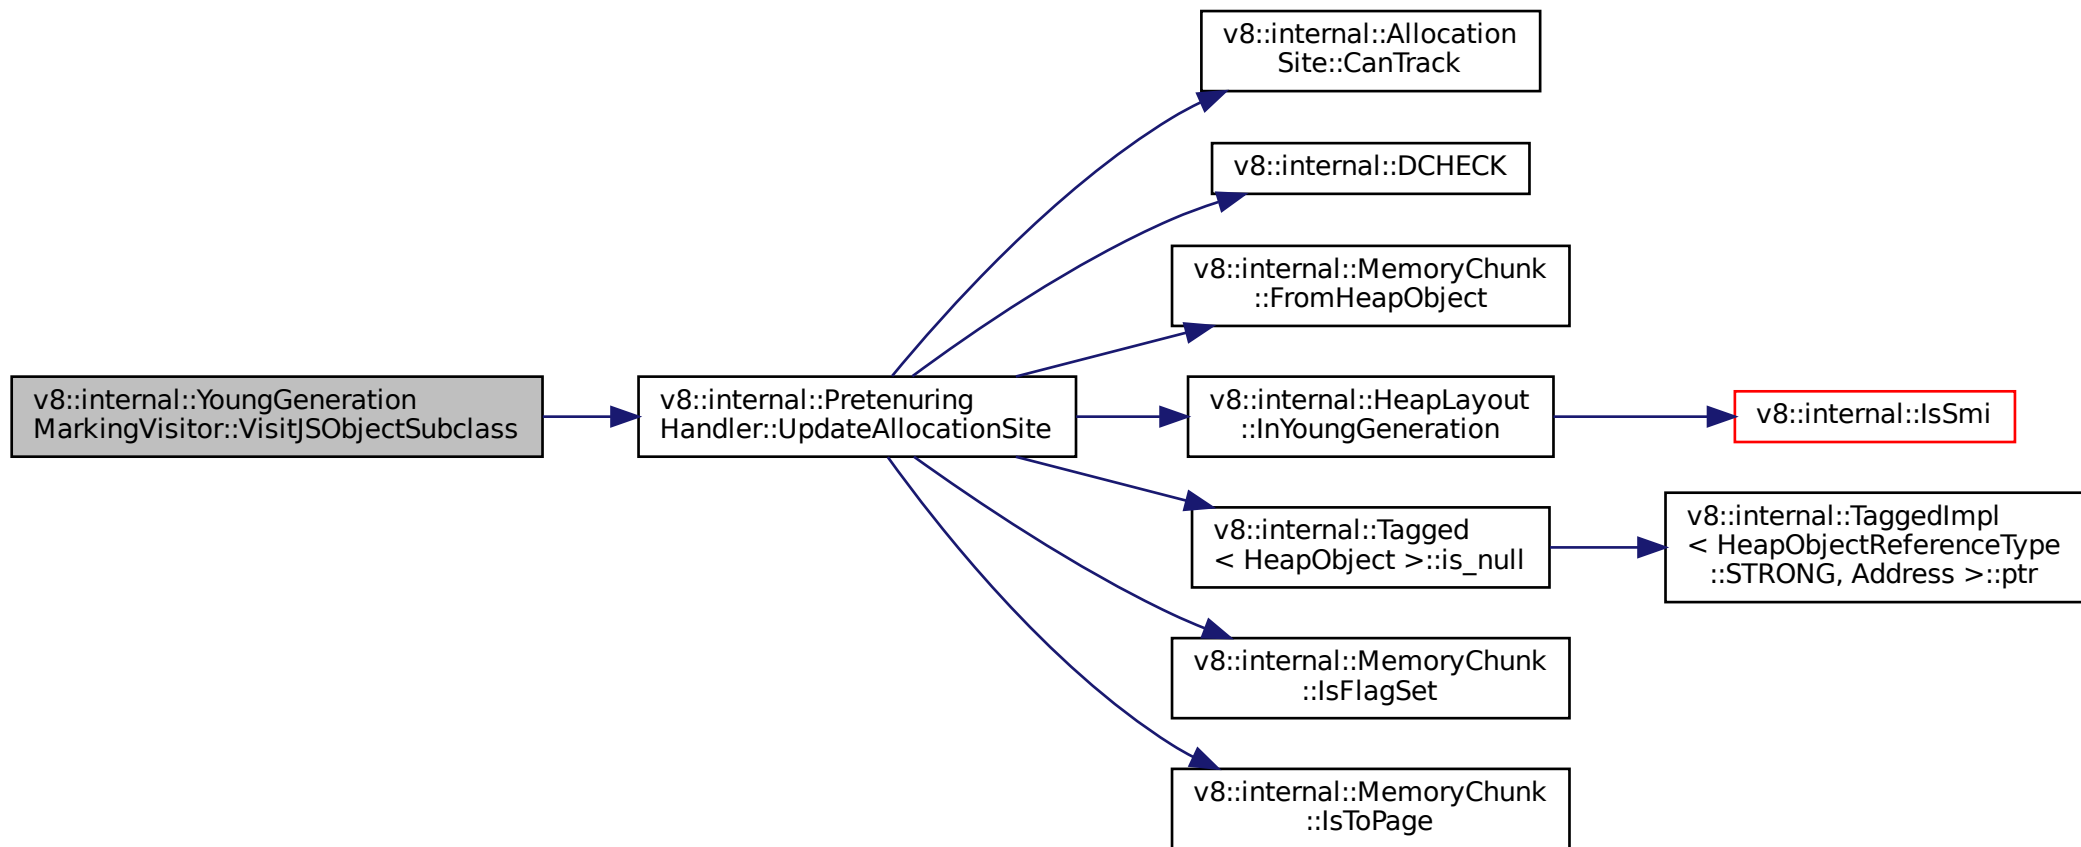 v8::internal::YoungGeneration
MarkingVisitor::VisitJSObjectSubclass
v8::internal::Pretenuring
Handler::UpdateAllocationSite
v8::internal::Allocation
Site::CanTrack
v8::internal::DCHECK
v8::internal::MemoryChunk
::FromHeapObject
v8::internal::HeapLayout
::InYoungGeneration
v8::internal::IsSmi
v8::internal::Tagged
< HeapObject >::is_null
v8::internal::TaggedImpl
< HeapObjectReferenceType
::STRONG, Address >::ptr
v8::internal::MemoryChunk
::IsFlagSet
v8::internal::MemoryChunk
::IsToPage